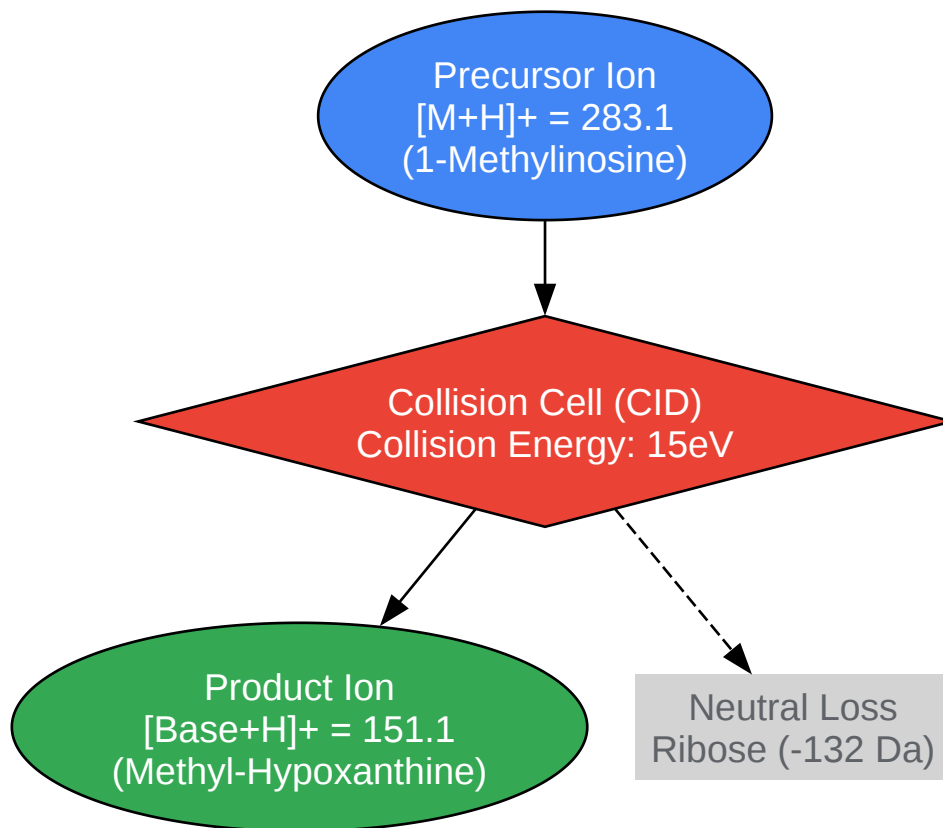 Precursor Ion
[M+H]+ = 283.1
(1-Methylinosine)
Collision Cell (CID)
Collision Energy: 15eV
Product Ion
[Base+H]+ = 151.1
(Methyl-Hypoxanthine)
Neutral Loss
Ribose (-132 Da)